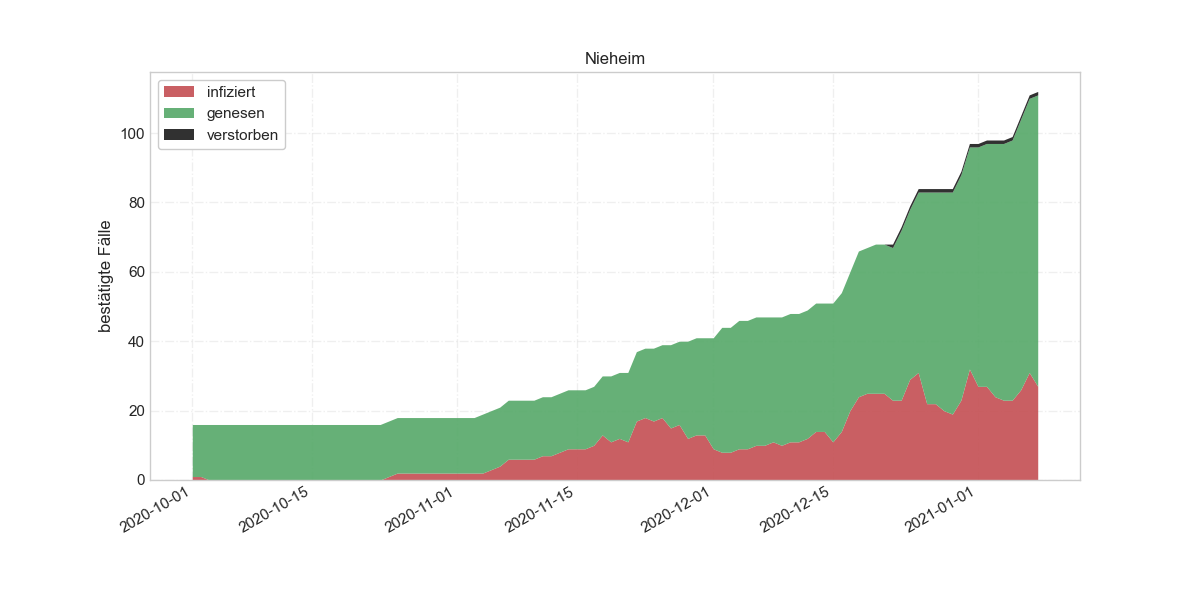 Nieheim
infiziert
genesen
verstorben
bestätigte Fälle
100
80
60
40
20
0
2020-10-01
2020-10-15
2020-11-01
2020-11-15
2020-12-01
2020-12-15
2021-01-01